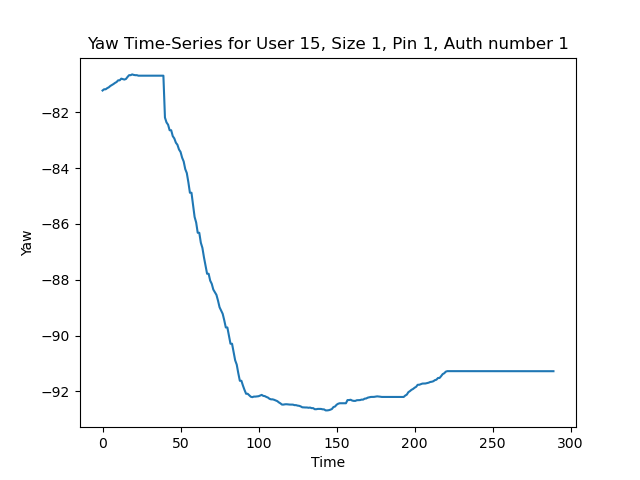 Yaw Time-Series for User 15, Size 1, Pin 1, Auth number 1
−82
−84
−86
−88
−90
−92
Yaw
0 50 100 150 200 250 300
Time